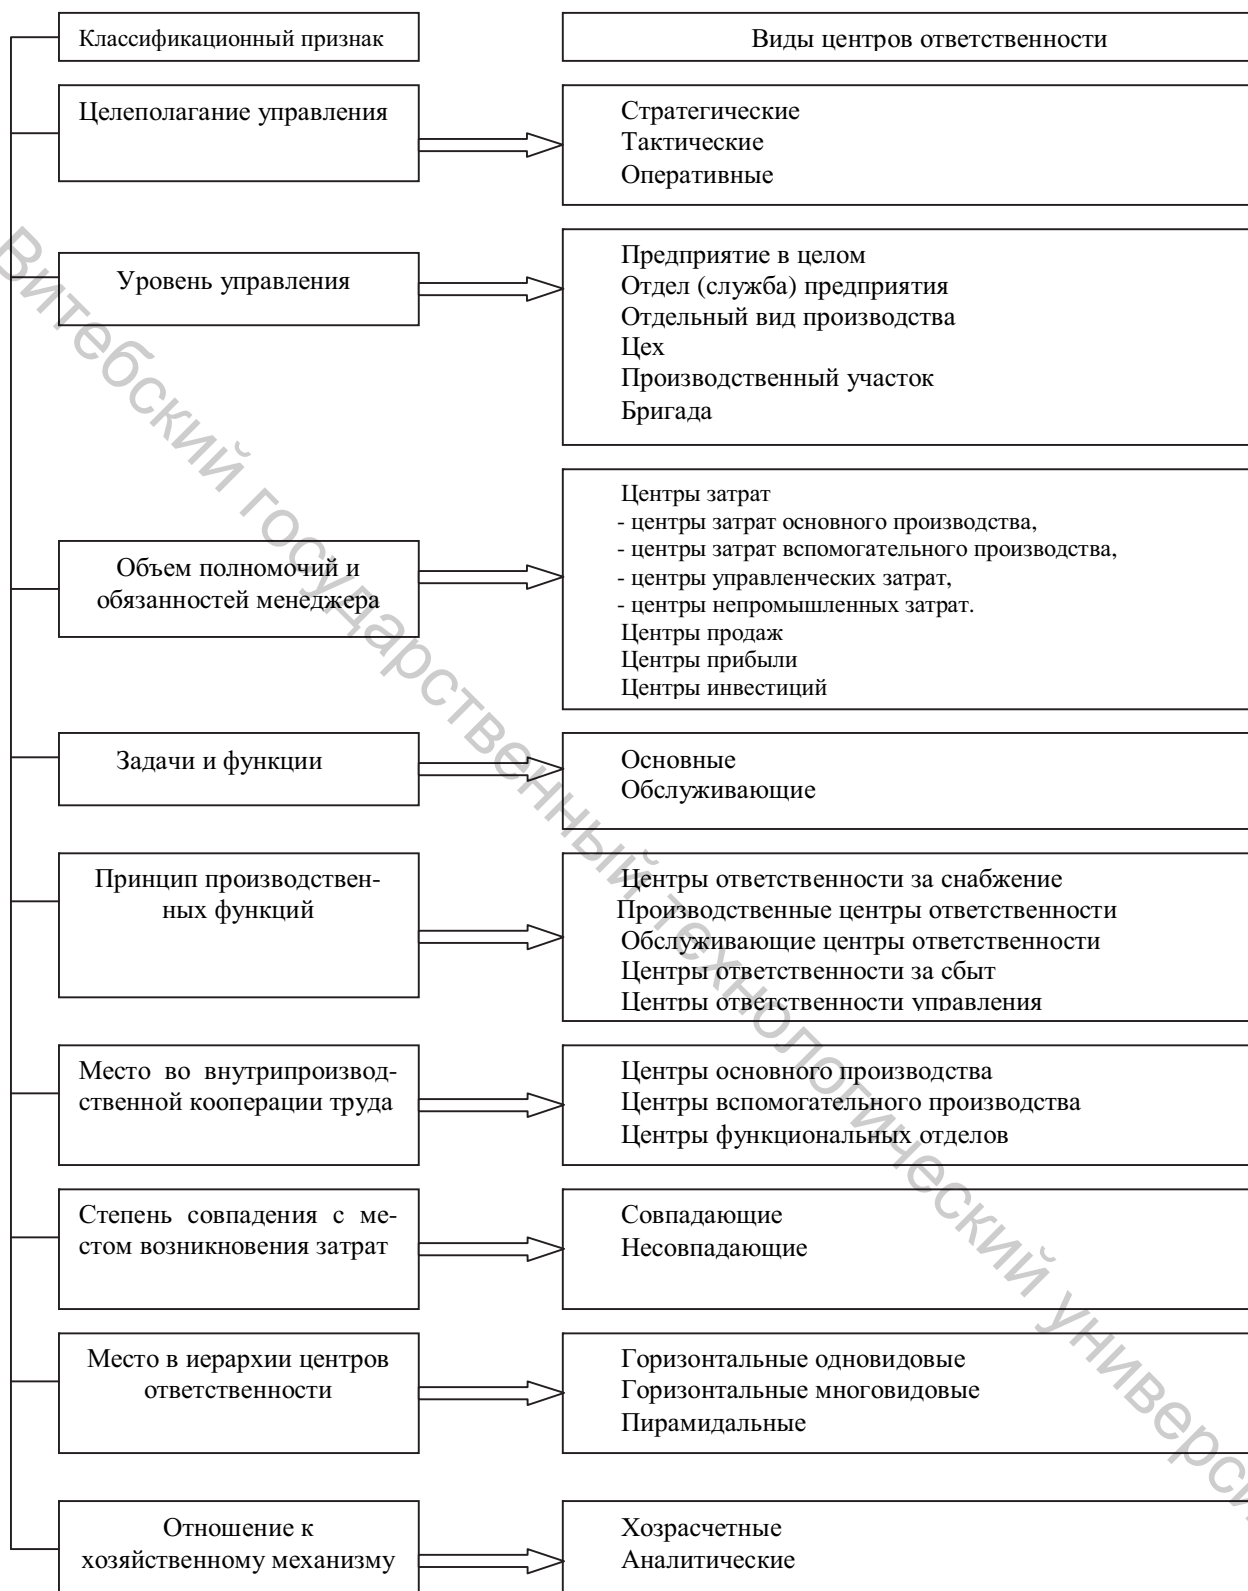 Классификационный признак
Виды центров ответственности
Целеполагание управления
Стратегические
Тактические
Оперативные
Уровень управления
Предприятие в целом
Отдел (служба) предприятия
Отдельный вид производства
Цех
Производственный участок
Бригада
Объем полномочий и
обязанностей менеджера
Центры затрат
- центры затрат основного производства,
- центры затрат вспомогательного производства,
- центры управленческих затрат,
- центры непромышленных затрат.
Центры продаж
Центры прибыли
Центры инвестиций
Задачи и функции
Основные
Обслуживающие
Принцип производствен-
ных функций
Центры ответственности за снабжение
Производственные центры ответственности
Обслуживающие центры ответственности
Центры ответственности за сбыт
Центры ответственности управления
Место во внутрипроизвод-
ственной кооперации труда
Центры основного производства
Центры вспомогательного производства
Центры функциональных отделов
Степень совпадения с ме-
стом возникновения затрат
Совпадающие
Несовпадающие
Место в иерархии центров
ответственности
Горизонтальные одновидовые
Горизонтальные многовидовые
Пирамидальные
Отношение к
хозяйственному механизму
Хозрасчетные
Аналитические
Витебский государственный технологический универси